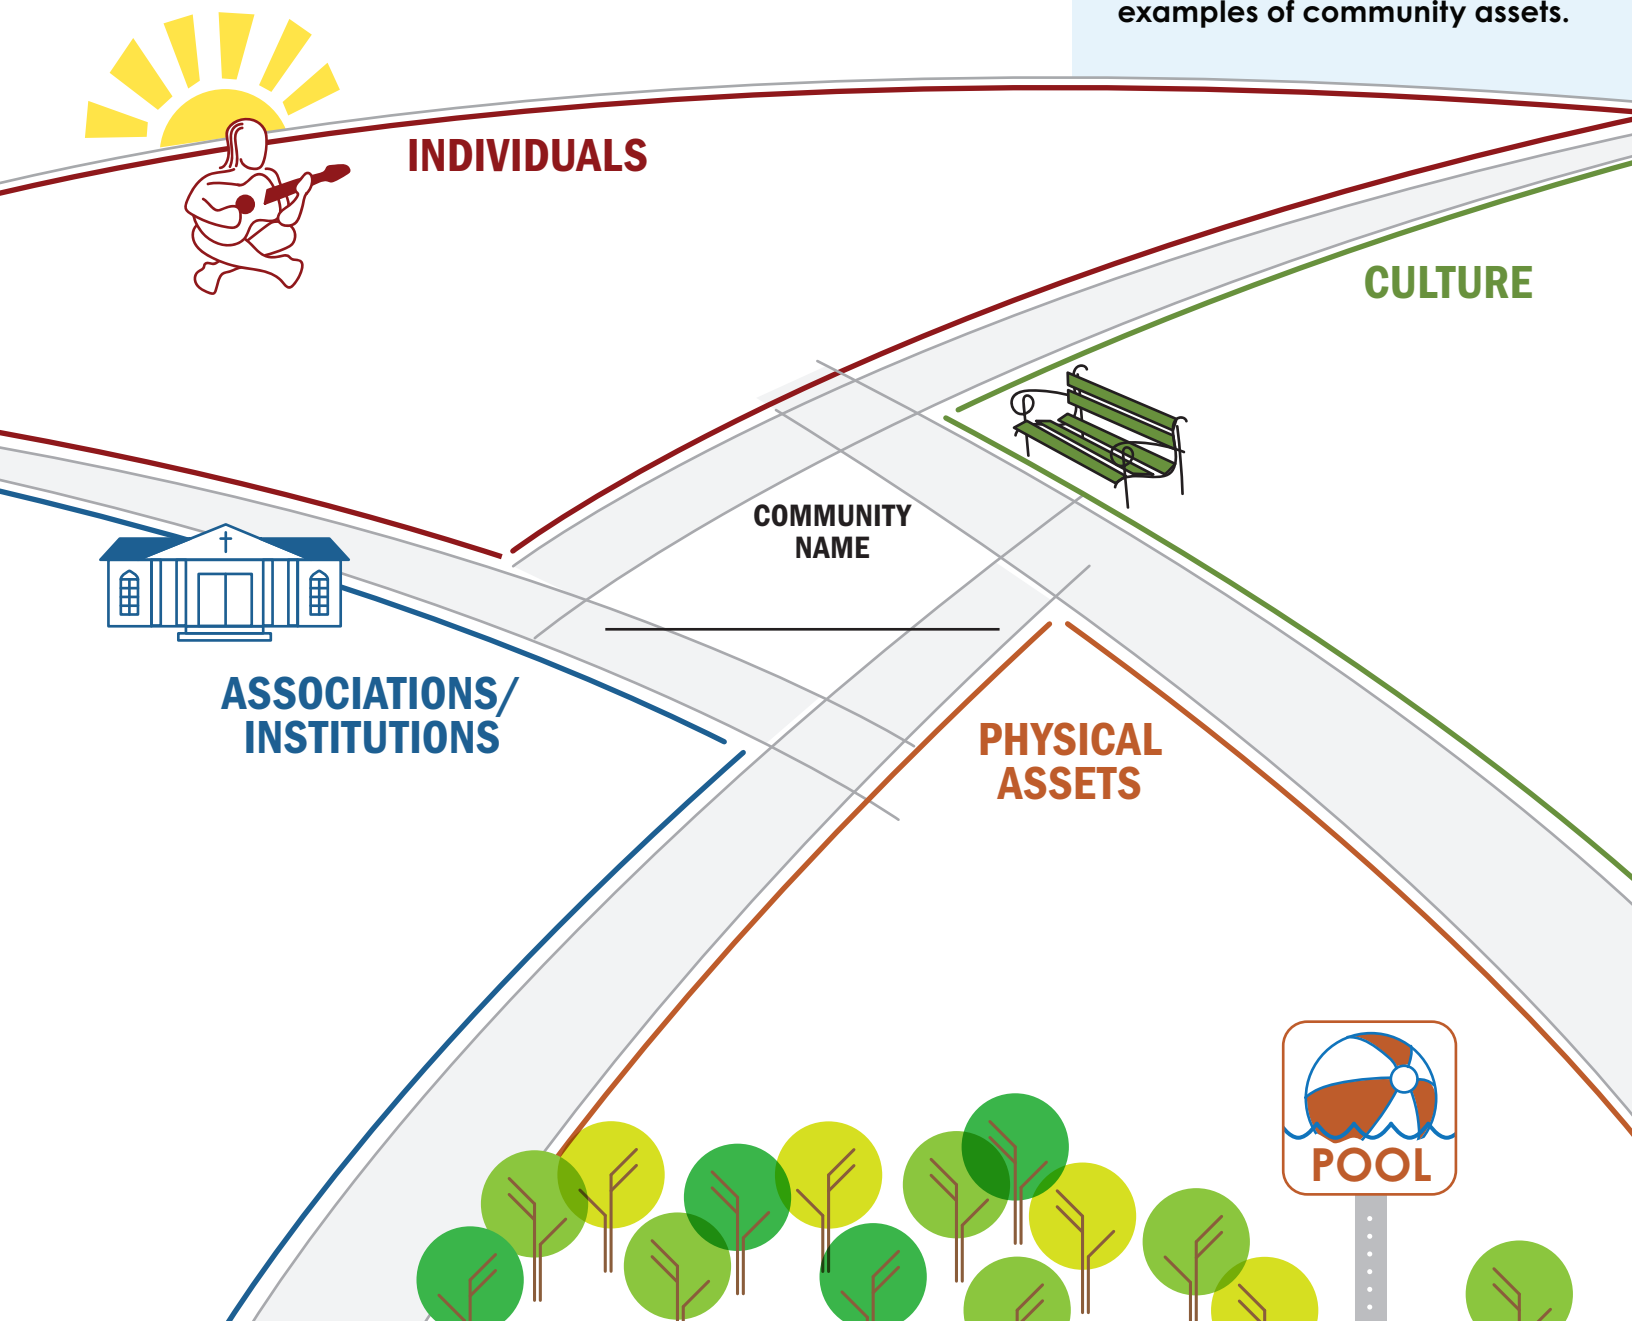 examples of community assets.
INDIVIDUALS
CULTURE
COMMUNITY
NAME
ASSOCIATIONS/
INSTITUTIONS
PHYSICAL
ASSETS
POOL